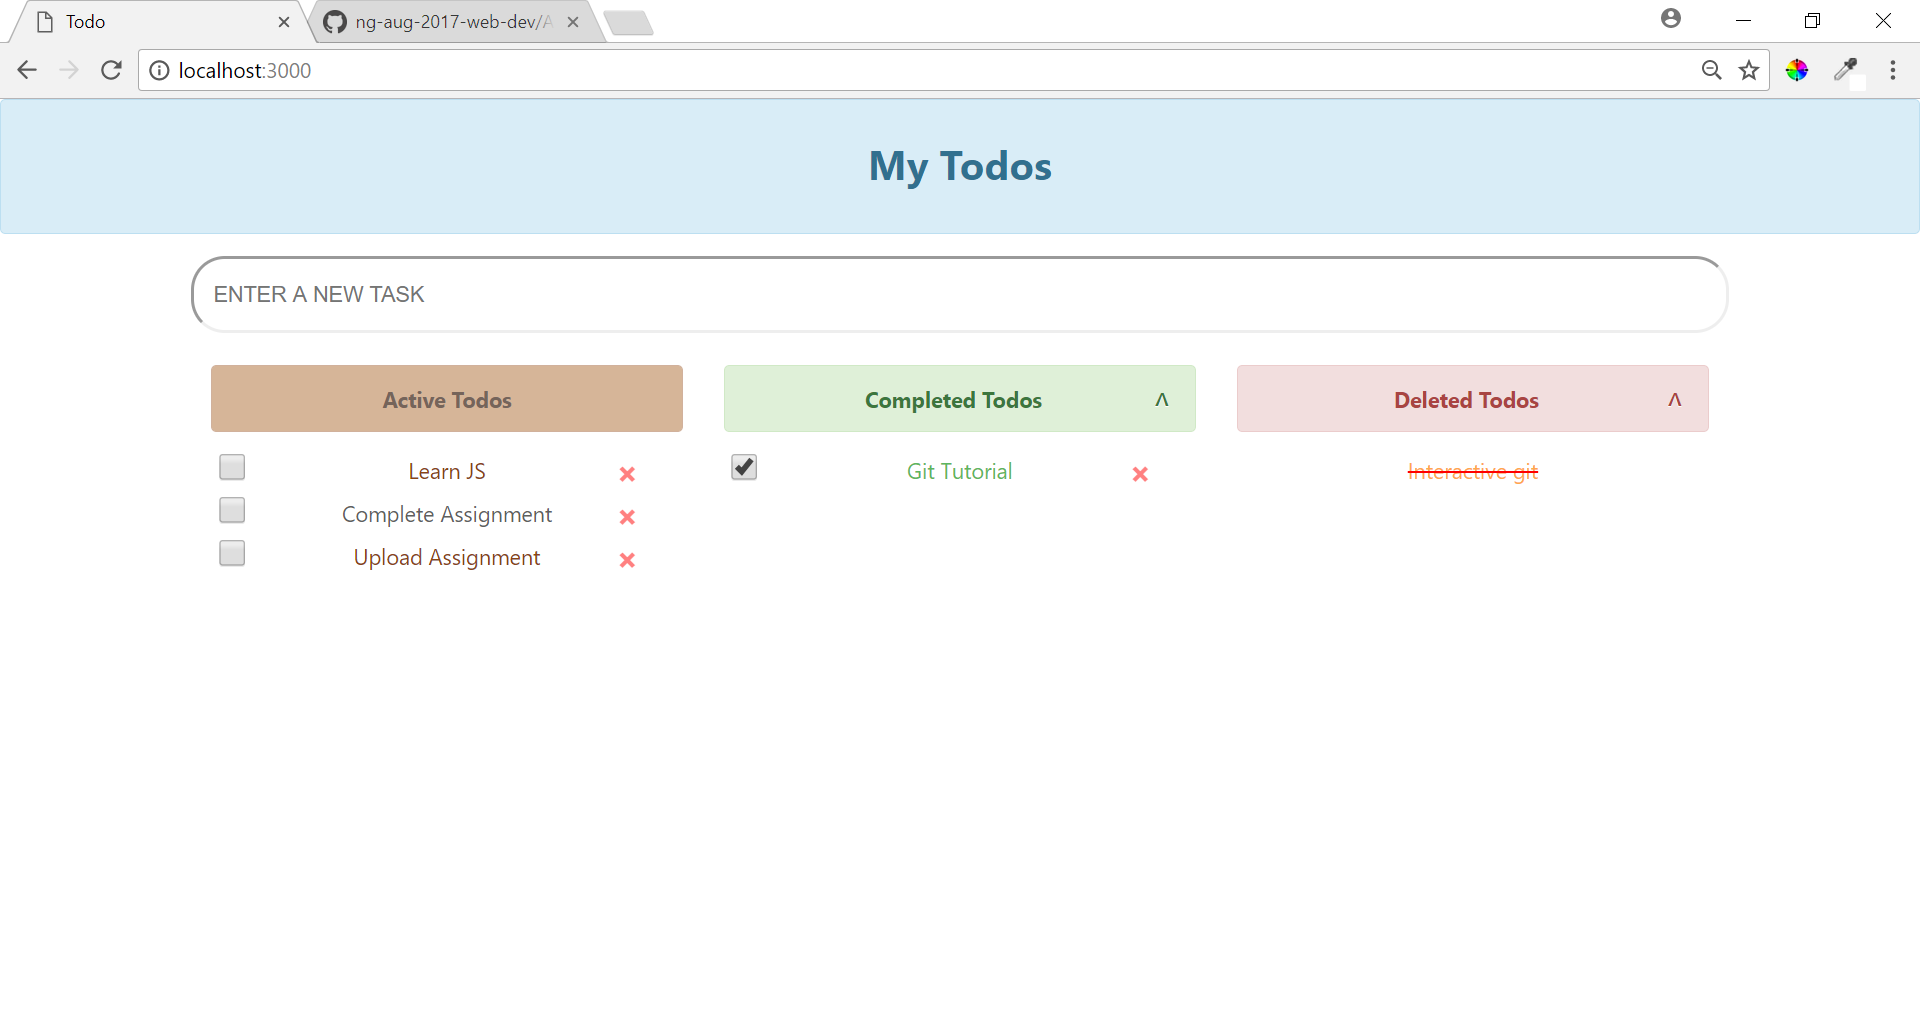 Todo
ng-aug-2017-web-dev/A
localhost:3000
My Todos
ENTER A NEW TASK
Active Todos
Completed Todos ^
Deleted Todos ^
Learn JS
Git Tutorial
Interactive git
Complete Assignment
Upload Assignment